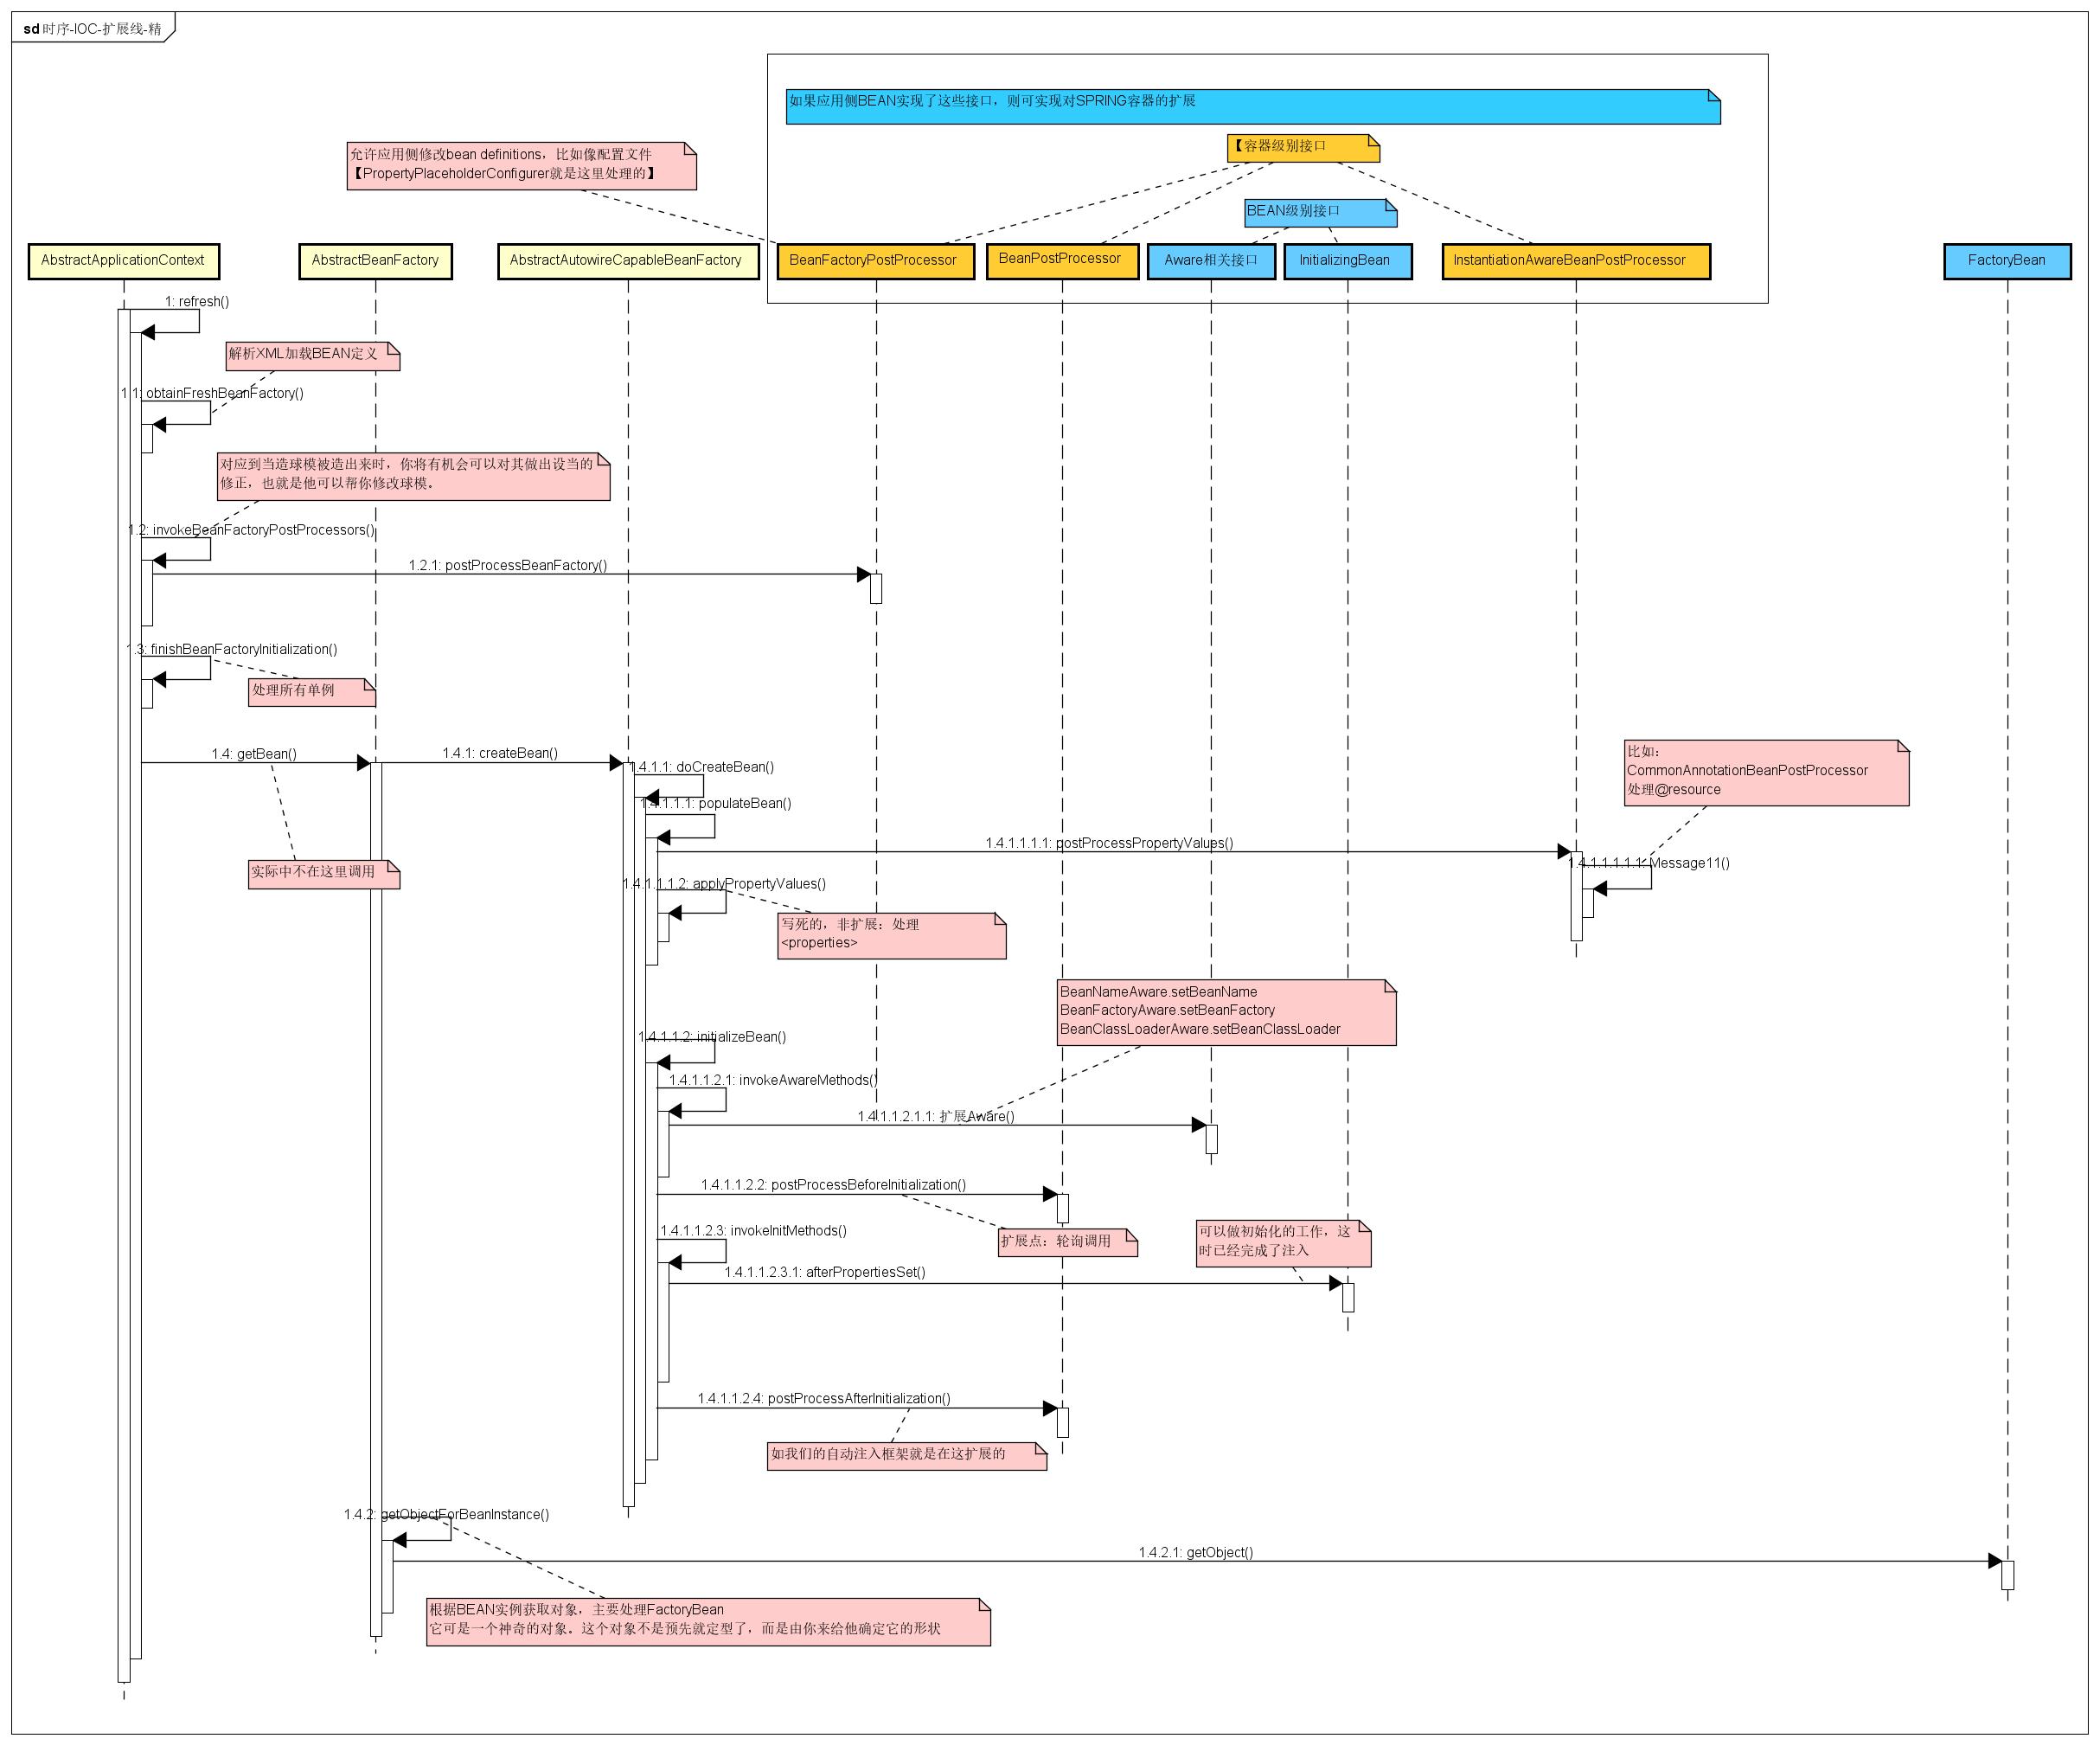 sd 时序-IOC-扩展线-精
如果应用侧BEAN实现了这些接口，则可实现对SPRING容器的扩展
【容器级别接口
允许应用侧修改bean definitions，比如像配置文件
【PropertyPlaceholderConfigurer就是这里处理的】
BEAN级别接口
AbstractApplicationContext
AbstractBeanFactory
AbstractAutowireCapableBeanFactory
BeanFactoryPostProcessor
BeanPostProcessor
Aware相关接口
InitializingBean
InstantiationAwareBeanPostProcessor
FactoryBean
1: refresh()
解析XML加载BEAN定义
1.1: obtainFreshBeanFactory()
对应到当造球模被造出来时，你将有机会可以对其做出设当的
修正，也就是他可以帮你修改球模。
1.2: invokeBeanFactoryPostProcessors()
1.2.1: postProcessBeanFactory()
1.3: finishBeanFactoryInitialization()
处理所有单例
1.4: getBean()
1.4.1: createBean()
比如：
CommonAnnotationBeanPostProcessor
处理@resource
1.4.1.1: doCreateBean()
1.4.1.1.1: populateBean()
1.4.1.1.1.1: postProcessPropertyValues()
1.4.1.1.1.1.1: Message11()
实际中不在这里调用
1.4.1.1.1.2: applyPropertyValues()
写死的，非扩展：处理
<properties>
BeanNameAware.setBeanName
BeanFactoryAware.setBeanFactory
BeanClassLoaderAware.setBeanClassLoader
1.4.1.1.2: initializeBean()
1.4.1.1.2.1: invokeAwareMethods()
1.4.1.1.2.1.1: 扩展Aware()
1.4.1.1.2.2: postProcessBeforeInitialization()
1.4.1.1.2.3: invokeInitMethods()
扩展点：轮询调用
可以做初始化的工作，这
时已经完成了注入
1.4.1.1.2.3.1: afterPropertiesSet()
1.4.1.1.2.4: postProcessAfterInitialization()
如我们的自动注入框架就是在这扩展的
1.4.2: getObjectForBeanInstance()
1.4.2.1: getObject()
根据BEAN实例获取对象，主要处理FactoryBean
它可是一个神奇的对象。这个对象不是预先就定型了，而是由你来给他确定它的形状